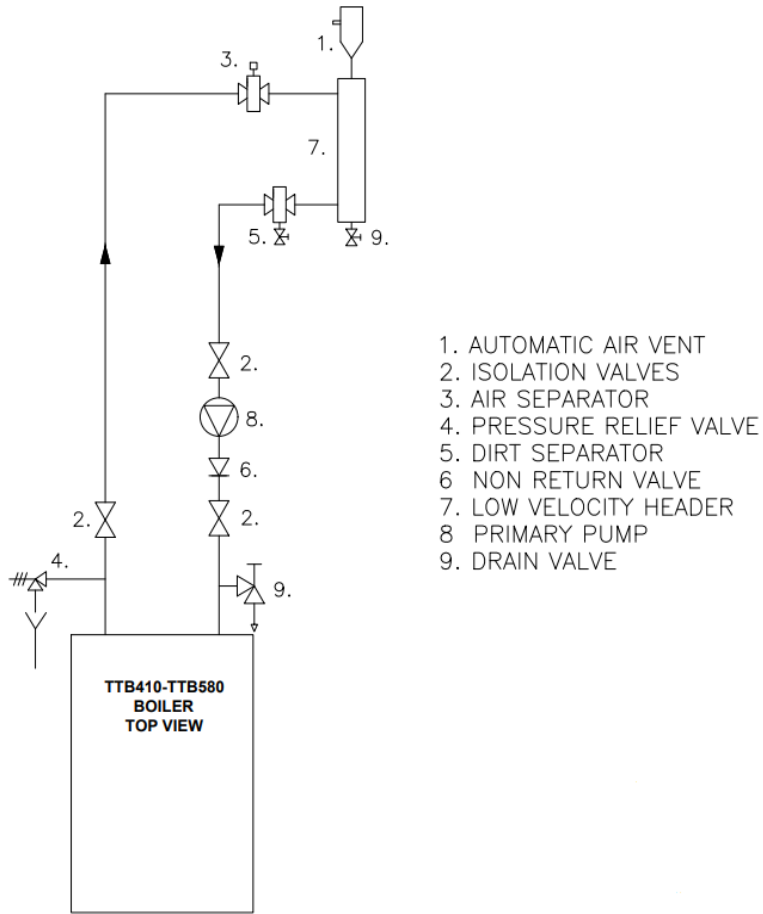 1.
3.
7.
5.
9.
2.
8.
6.
2.
2.
4.
9.
TTB410-TTB580
BOILER
TOP VIEW
1. AUTOMATIC AIR VENT
2. ISOLATION VALVES
3. AIR SEPARATOR
4. PRESSURE RELIEF VALVE
5. DIRT SEPARATOR
6 NON RETURN VALVE
7. LOW VELOCITY HEADER
8 PRIMARY PUMP
9. DRAIN VALVE